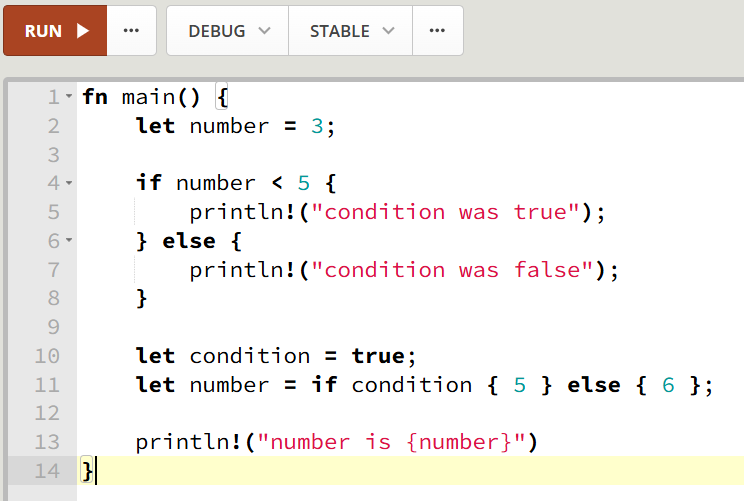 RUN ▶ ··· DEBUG STABLE ···
1 fn main() {
2     let number = 3;
3
4     if number < 5 {
5         println!("condition was true");
6     } else {
7         println!("condition was false");
8     }
9
10     let condition = true;
11     let number = if condition { 5 } else { 6 };
12
13     println!("number is {number}")
14 }